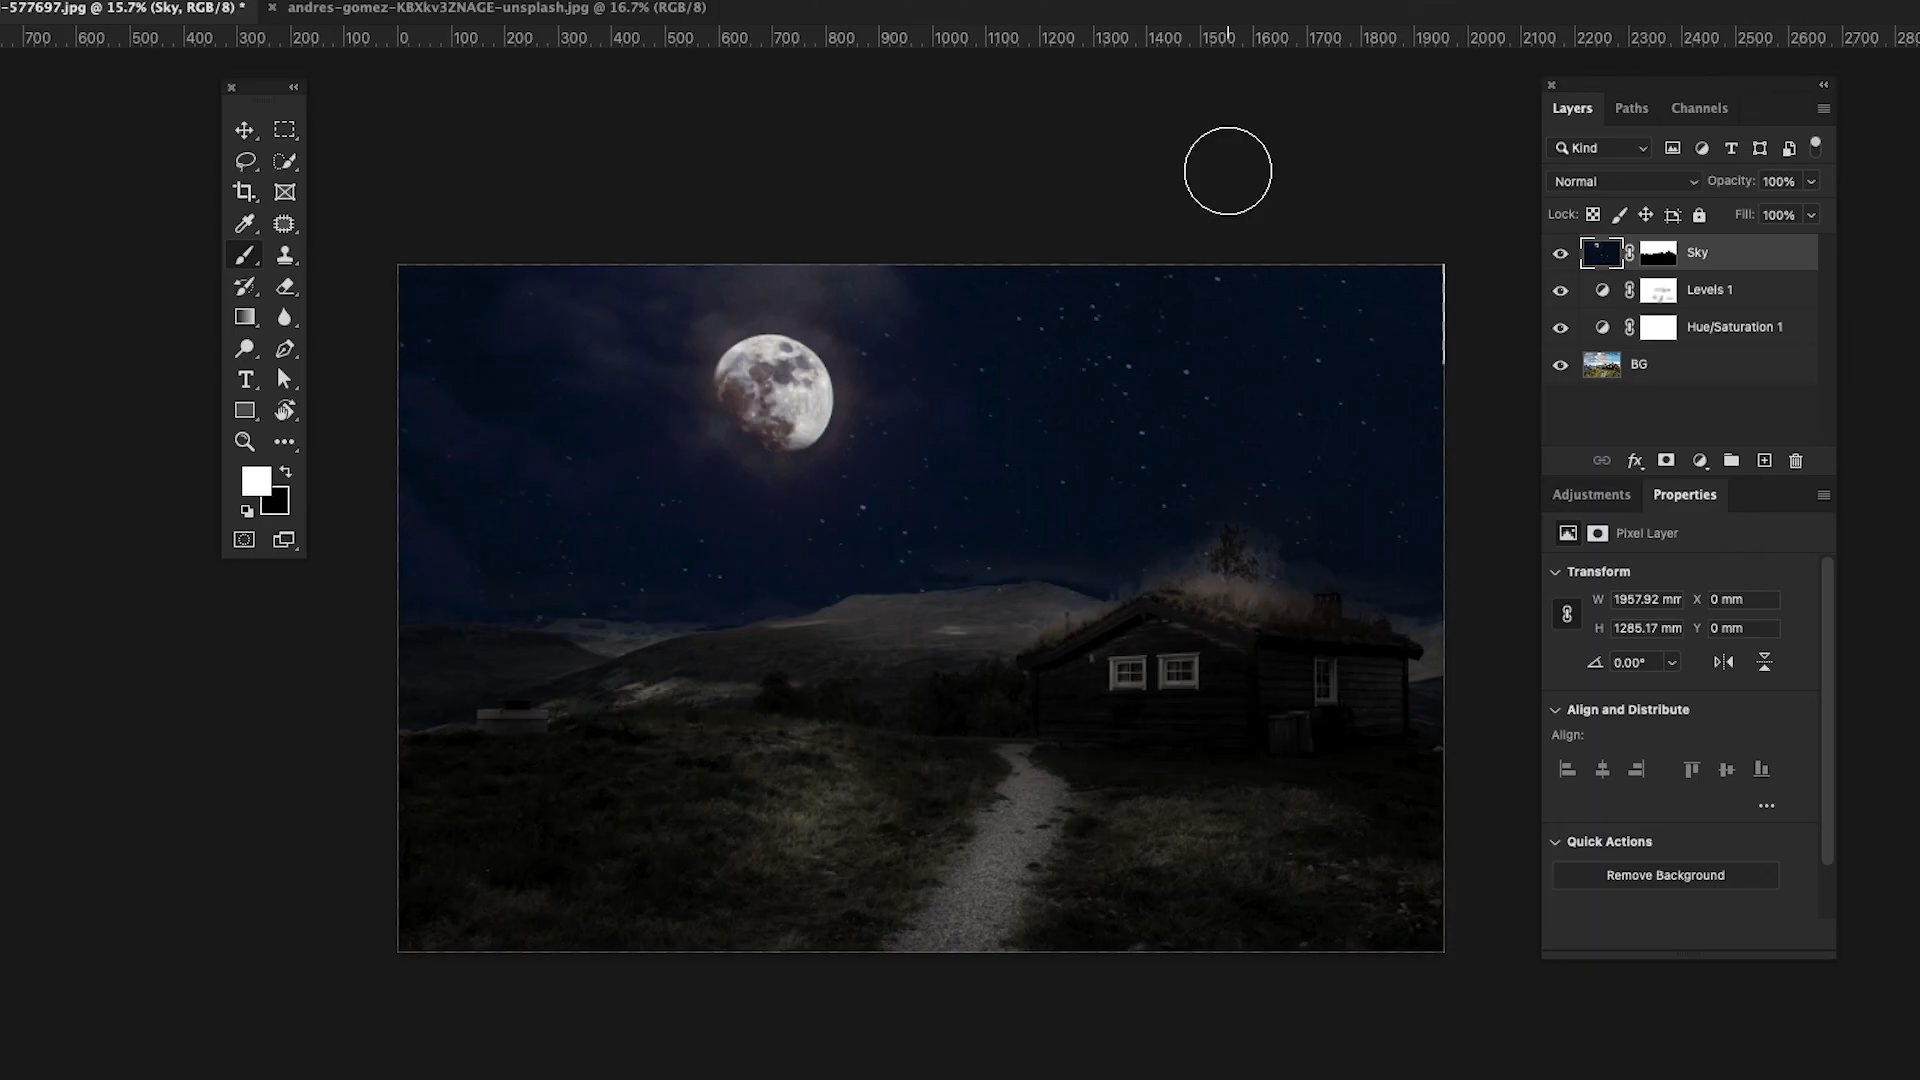 -577697.jpg @ 15.7% (Sky, RGB/8) *
andres-gomez-KBXkv3ZNAGE-unsplash.jpg @ 16.7% (RGB/8)
700 600 500 400 300 200 100 0 100 200 300 400 500 600 700 800 900 1000 1100 1200 1300 1400 1500 1600 1700 1800 1900 2000 2100 2200 2300 2400 2500 2600 2700 280
Layers Paths Channels
Kind
Normal Opacity: 100%
Lock: Fill: 100%
Sky
Levels 1
Hue/Saturation 1
BG
fx
Adjustments Properties
Pixel Layer
Transform
W 1957.92 mm X 0 mm
H 1285.17 mm Y 0 mm
0.00°
Align and Distribute
Align:
Quick Actions
Remove Background